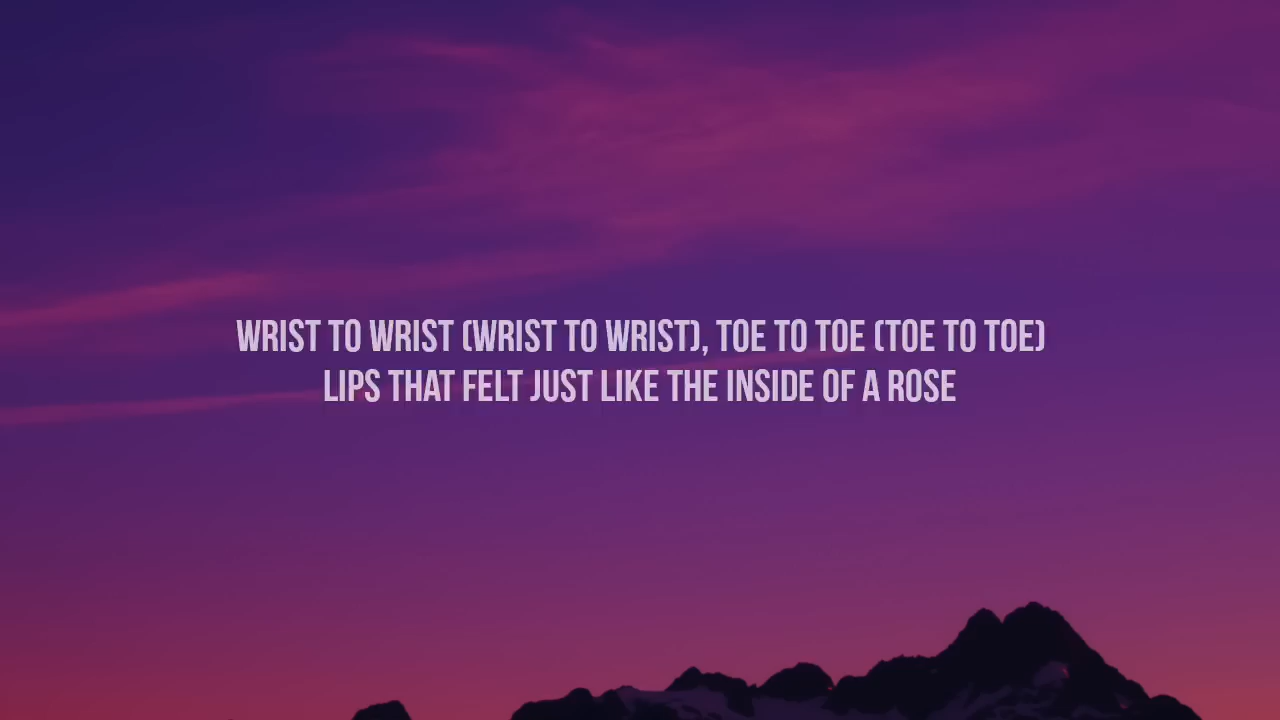 WRIST TO WRIST (WRIST TO WRIST), TOE TO TOE (TOE TO TOE)
LIPS THAT FELT JUST LIKE THE INSIDE OF A ROSE